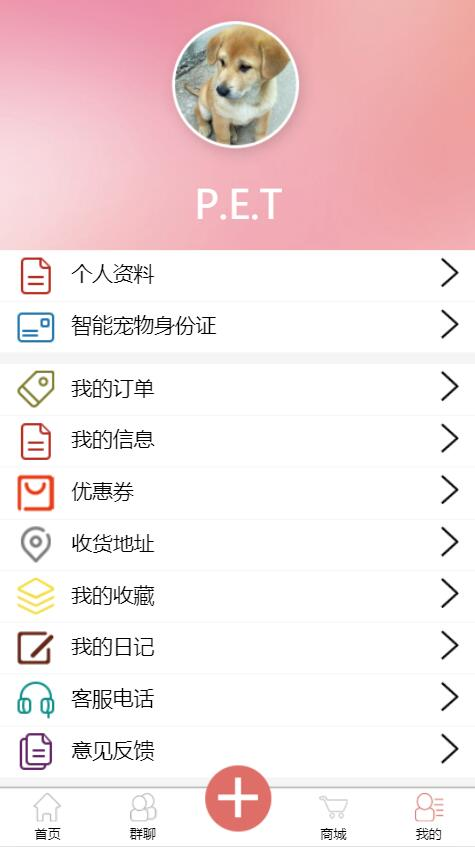 P.E.T
个人资料
智能宠物身份证
我的订单
我的信息
优惠券
收货地址
我的收藏
我的日记
客服电话
意见反馈
首页
群聊
商城
我的